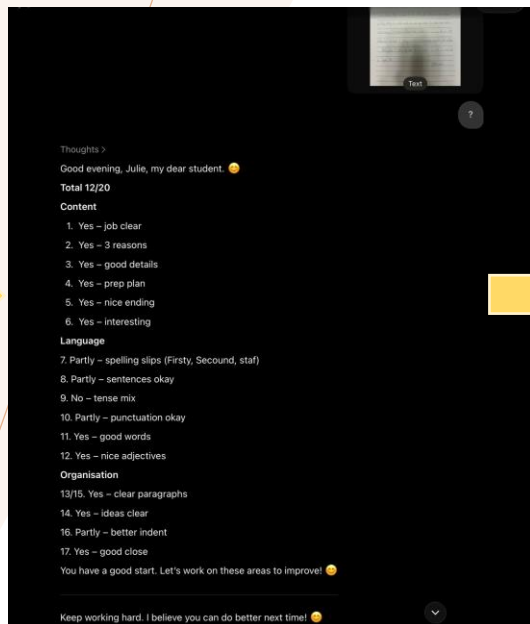 Text
?
Thoughts >
Good evening, Julie, my dear student. 😊
Total 12/20
Content
1. Yes – job clear
2. Yes – 3 reasons
3. Yes – good details
4. Yes – prep plan
5. Yes – nice ending
6. Yes – interesting
Language
7. Partly – spelling slips (Firsty, Secound, staf)
8. Partly – sentences okay
9. No – tense mix
10. Partly – punctuation okay
11. Yes – good words
12. Yes – nice adjectives
Organisation
13/15. Yes – clear paragraphs
14. Yes – ideas clear
16. Partly – better indent
17. Yes – good close
You have a good start. Let's work on these areas to improve! 😊
Keep working hard. I believe you can do better next time! 😊